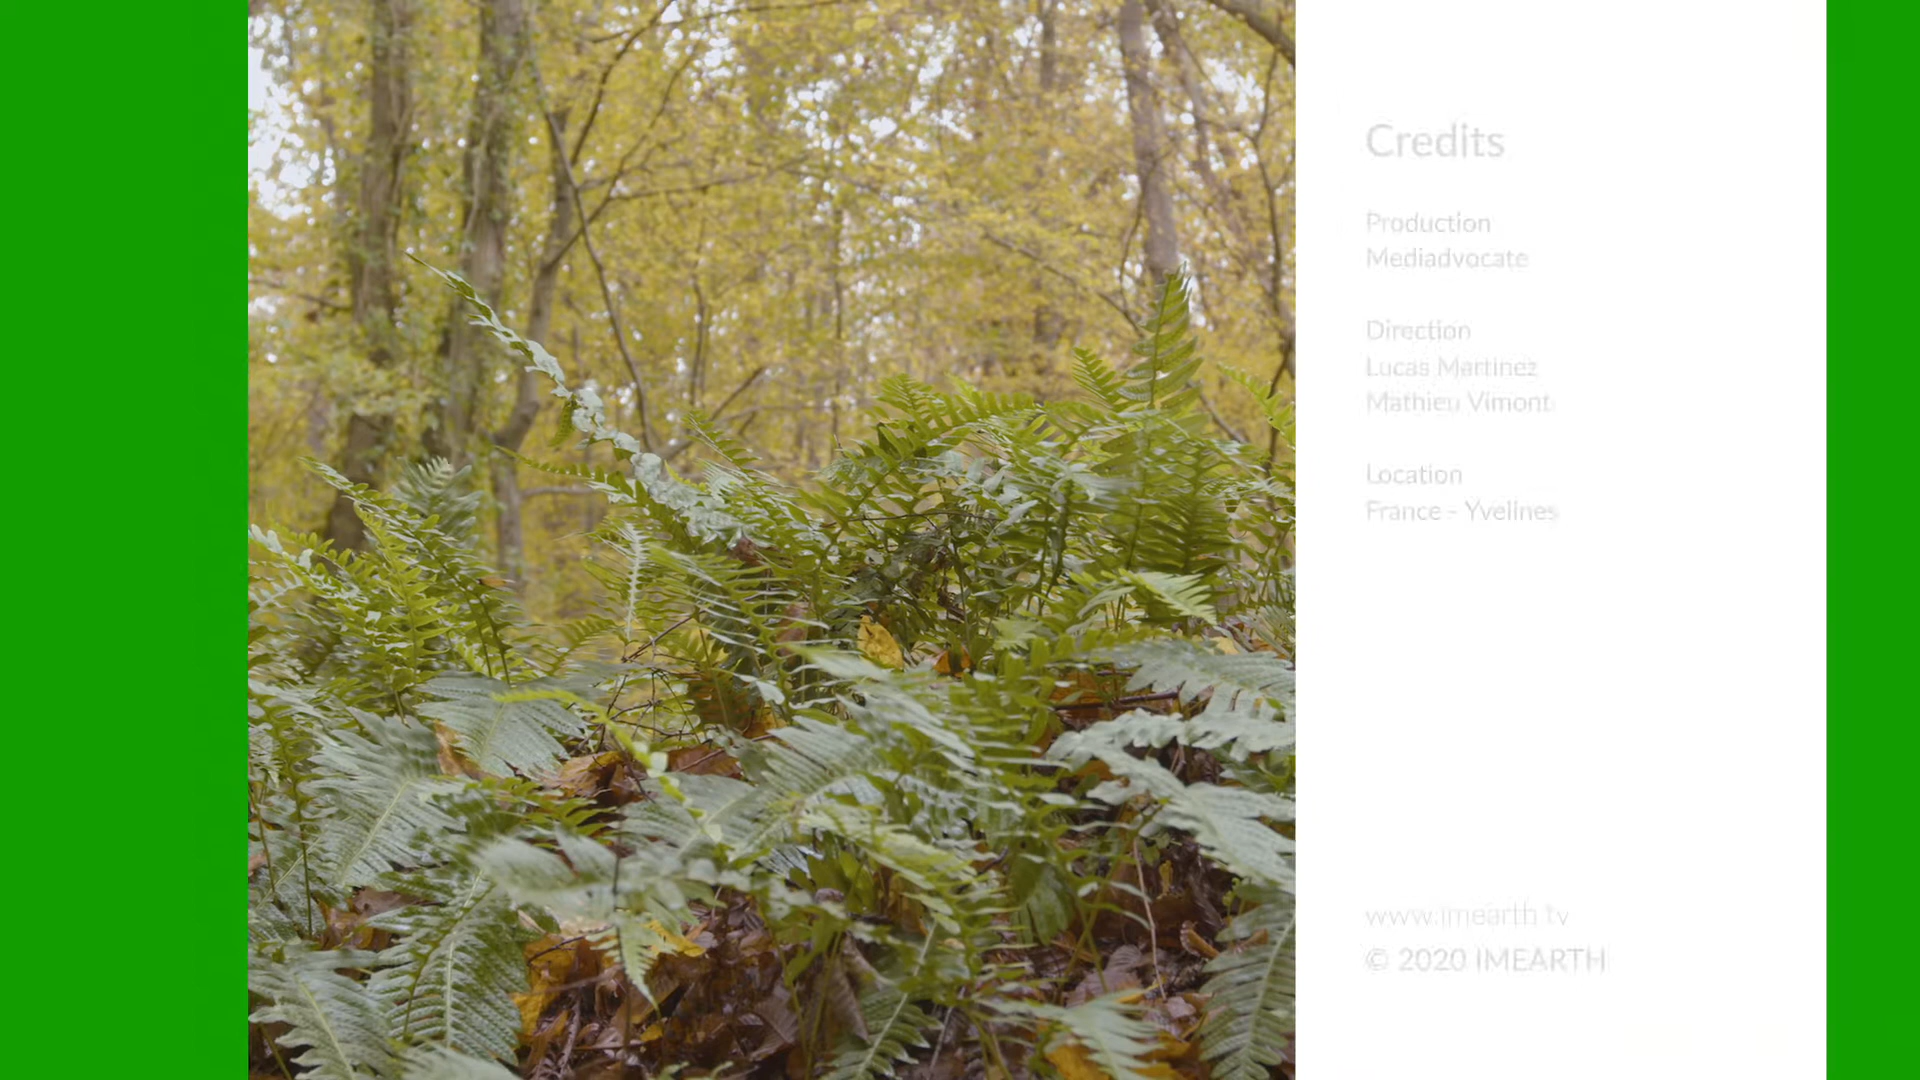 Credits
Production
Mediadvocate
Direction
Lucas Martinez
Mathieu Vimont
Location
France - Yvelines
www.imearth.tv
© 2020 IMEARTH